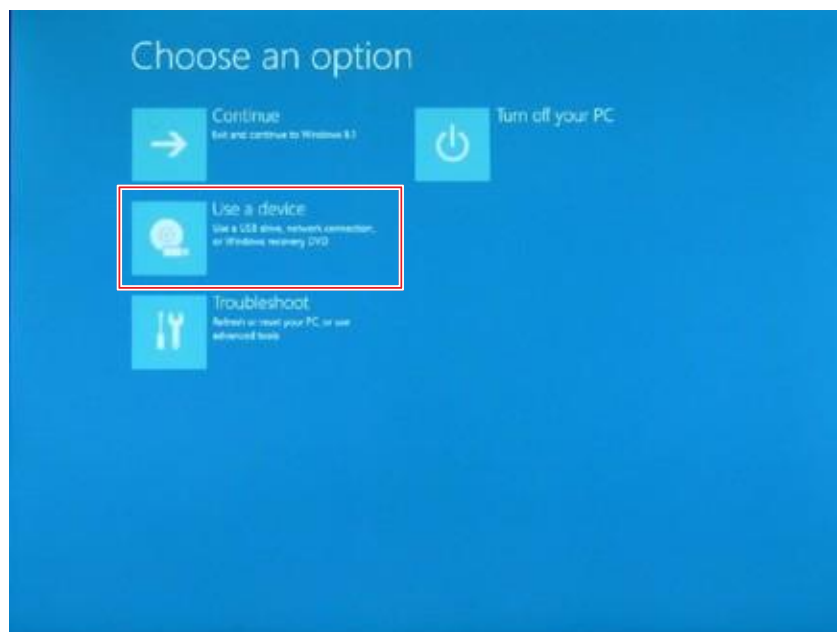 Choose an option
Continue
Exit and continue to Windows 8.1
Turn off your PC
Use a device
Use a USB drive, network connection,
or Windows recovery DVD
Troubleshoot
Refresh or reset your PC, or use
advanced tools